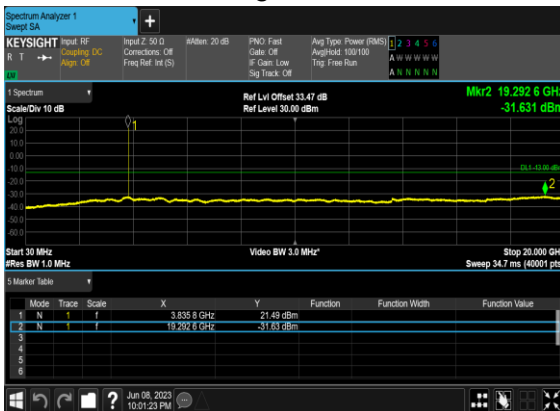 Spectrum Analyzer 1
Swept SA
KEYSIGHT
R T
LV
Input: RF
Coupling: DC
Align: Off
Input Z: 50 Ω
Corrections: Off
Freq Ref: Int (S)
#Atten: 20 dB
PNO: Fast
Gate: Off
IF Gain: Low
Sig Track: Off
Avg Type: Power (RMS)
Avg|Hold: 100/100
Trig: Free Run
1 2 3 4 5 6
A W W W W W
A N N N N N
1 Spectrum
Scale/Div 10 dB
Ref Lvl Offset 33.47 dB
Ref Level 30.00 dBm
Mkr2 19.292 6 GHz
-31.631 dBm
Log
20.0
10.0
0.00
-10.0
-20.0
-30.0
-40.0
-50.0
-60.0
1
DL1 -13.00 dBm
2
Start 30 MHz
#Res BW 1.0 MHz
Video BW 3.0 MHz*
Stop 20.000 GH
Sweep 34.7 ms (40001 pts
5 Marker Table
Mode Trace Scale X Y Function Function Width Function Value
1 N 1 f 3.835 8 GHz 21.49 dBm
2 N 1 f 19.292 6 GHz -31.63 dBm
3
4
5
6
?
Jun 08, 2023
10:01:23 PM